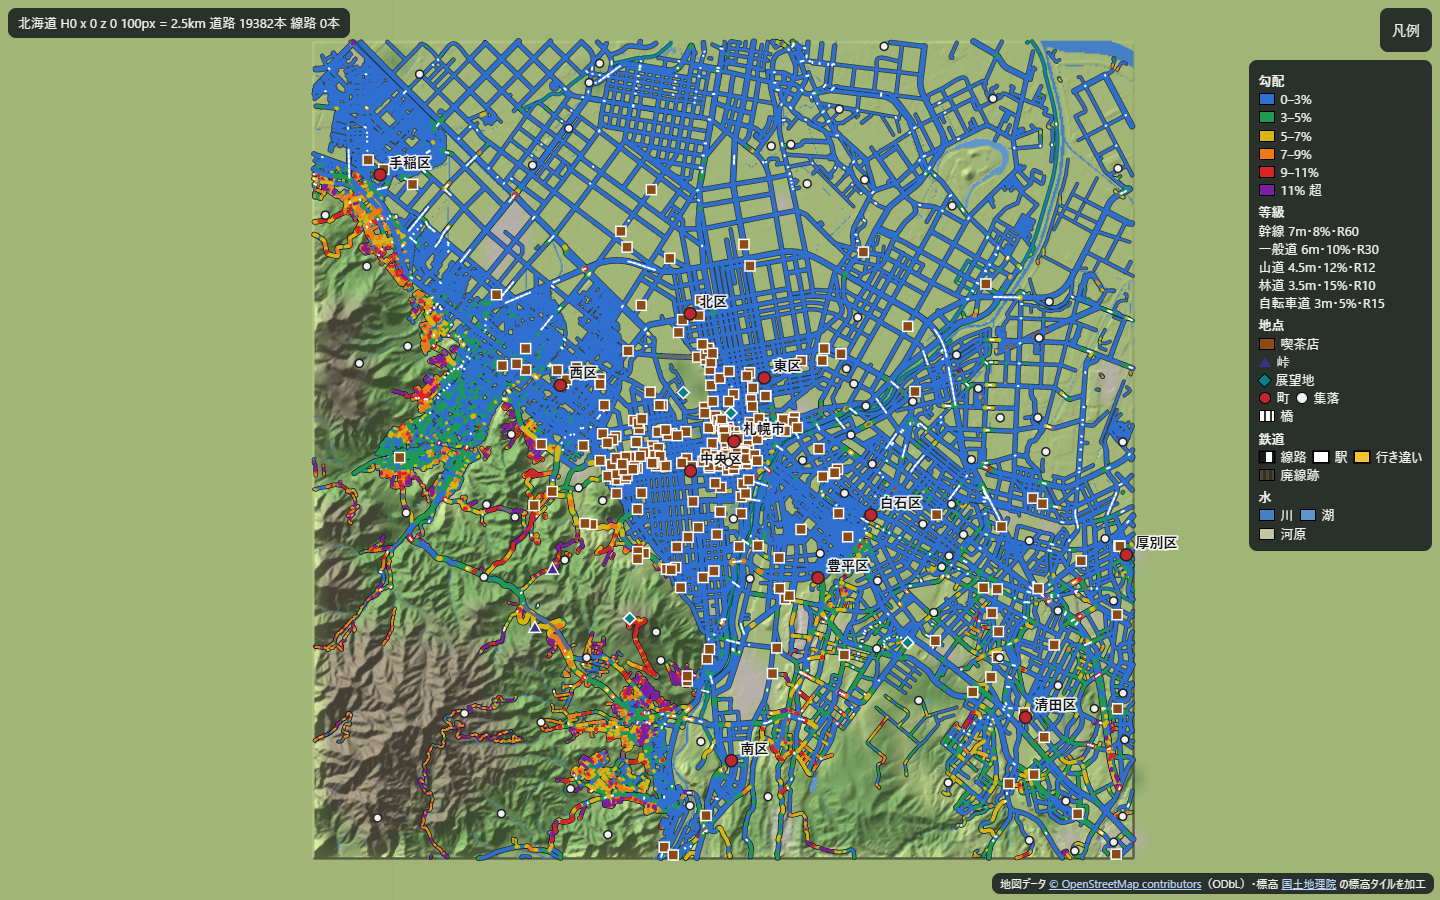 北海道 H0 x 0 z 0 100px = 2.5km 道路 19382本 線路 0本
凡例
勾配
0–3%
3–5%
5–7%
7–9%
9–11%
11% 超
等級
幹線 7m･8%･R60
一般道 6m･10%･R30
山道 4.5m･12%･R12
林道 3.5m･15%･R10
自転車道 3m･5%･R15
地点
喫茶店
峠
展望地
町 集落
橋
鉄道
線路 駅 行き違い
廃線跡
水
川 湖
河原
手稲区
北区
西区
東区
札幌市
中央区
白石区
厚別区
豊平区
清田区
南区
地図データ © OpenStreetMap contributors（ODbL）･標高 国土地理院 の標高タイルを加工